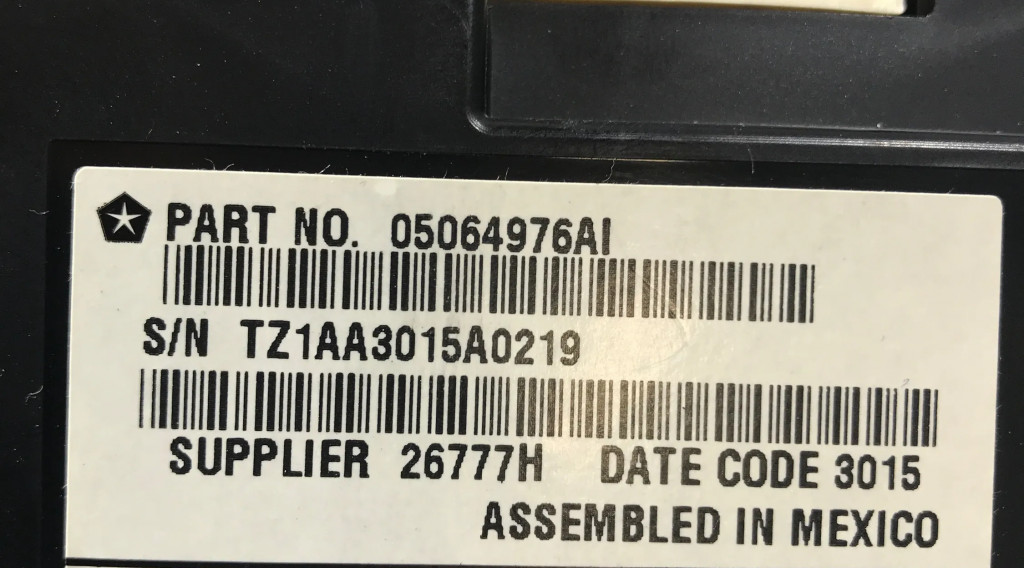 PART NO. 05064976AI
S/N TZ1AA3015A0219
SUPPLIER 26777H DATE CODE 3015
ASSEMBLED IN MEXICO